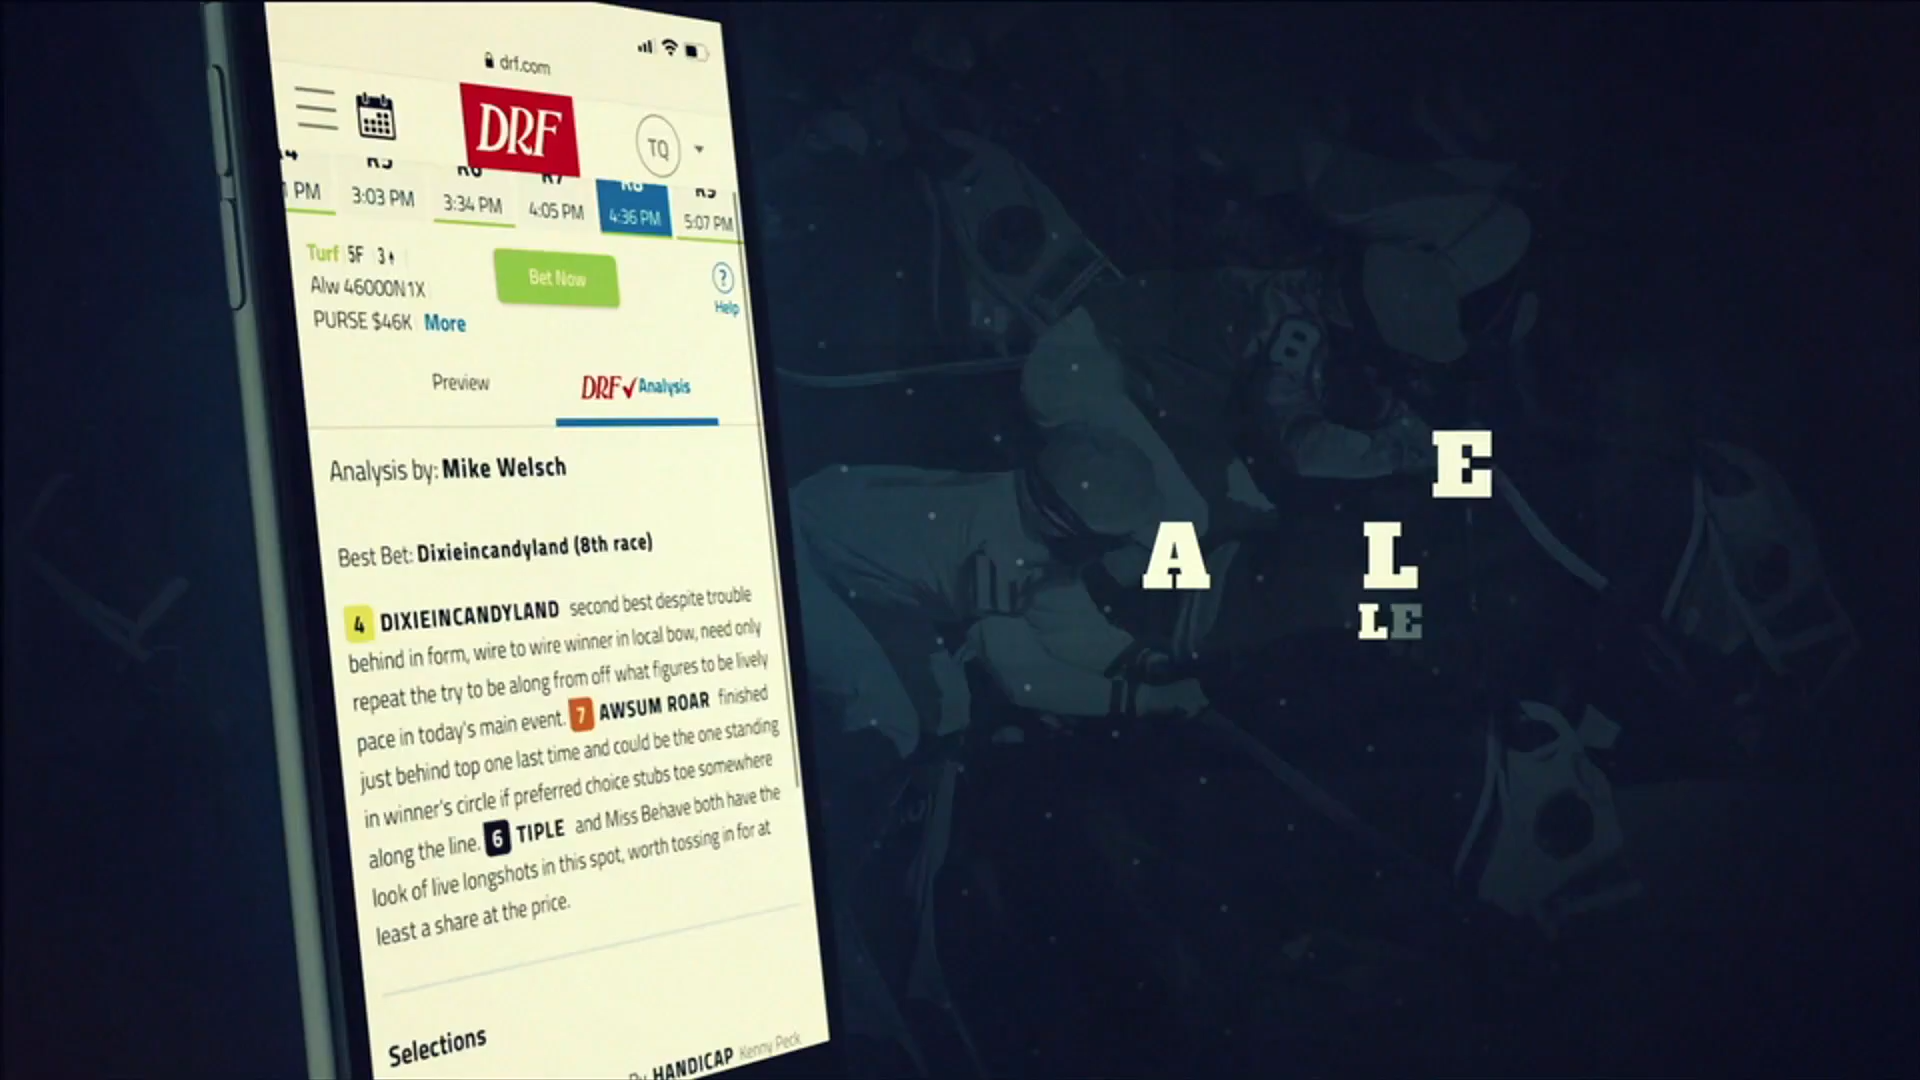 drf.com
DRF
TQ
R5 R6 R7 R8 R9
PM 3:03 PM 3:34 PM 4:05 PM 4:36 PM 5:07 PM
Turf 5F 3
Bet Now
?
Help
Alw 46000N1X
PURSE $46K More
Preview
DRF Analysis
Analysis by: Mike Welsch
Best Bet: Dixieincandyland (8th race)
4 DIXIEINCANDYLAND second best despite trouble
behind in form, wire to wire winner in local bow, need only
repeat the try to be along from off what figures to be lively
pace in today's main event. 7 AWSUM ROAR finished
just behind top one last time and could be the one standing
in winner's circle if preferred choice stubs toe somewhere
along the line. 6 TIPLE and Miss Behave both have the
look of live longshots in this spot, worth tossing in for at
least a share at the price.
Selections
By HANDICAP Kenny Peck
B
E
A L
LE